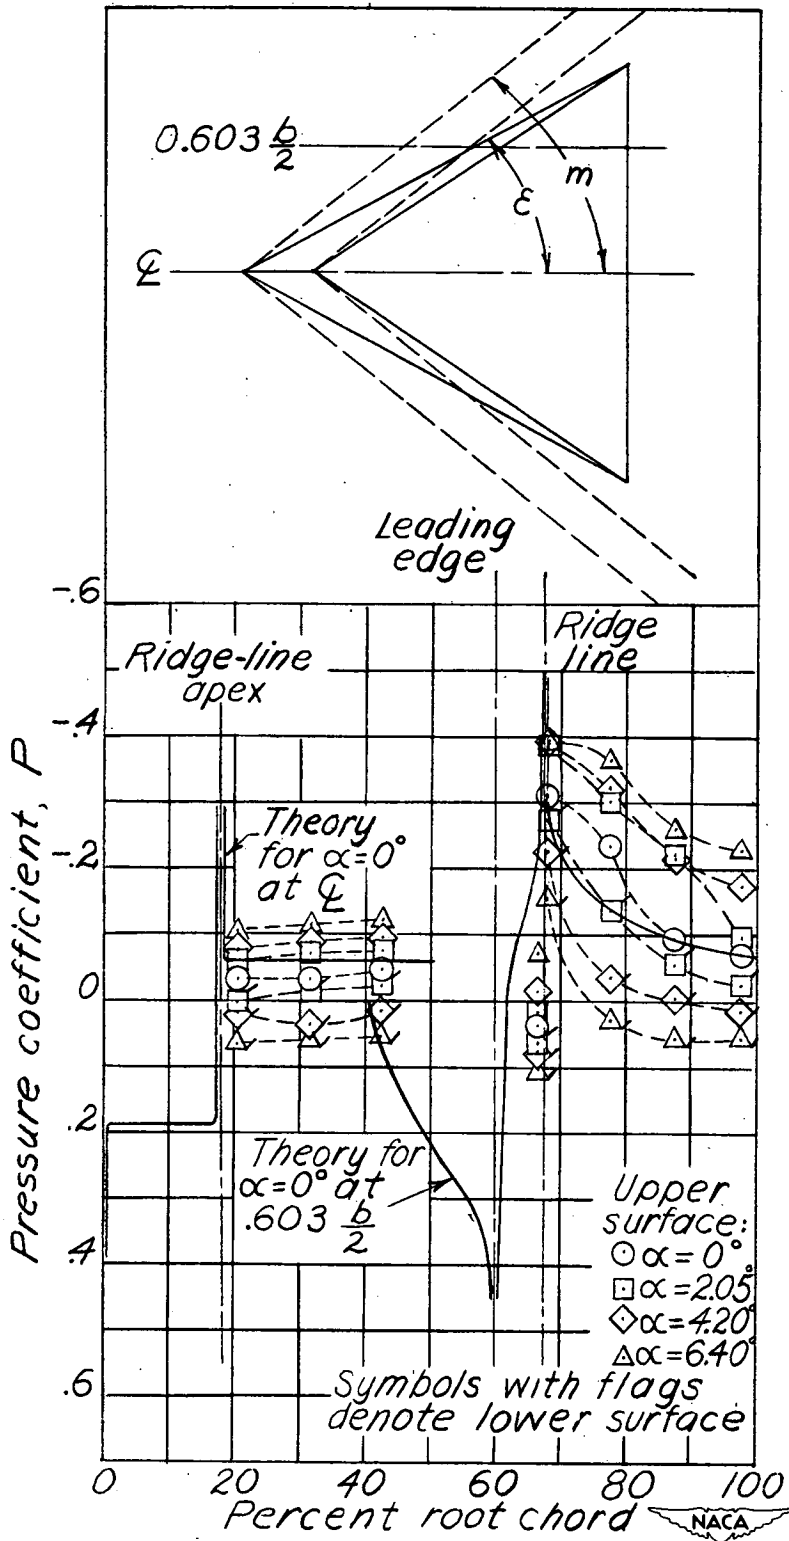 0.603 b/2
m
ε
℄
Leading
edge
-.6
Ridge-line
apex
Ridge
line
-.4
Theory
for α=0°
at ℄
-.2
0
.2
Theory for
α=0° at
.603 b/2
.4
Upper
surface:
α=0°
α=2.05°
α=4.20°
α=6.40°
.6
Symbols with flags
denote lower surface
Pressure coefficient, P
0 20 40 60 80 100
Percent root chord
NACA